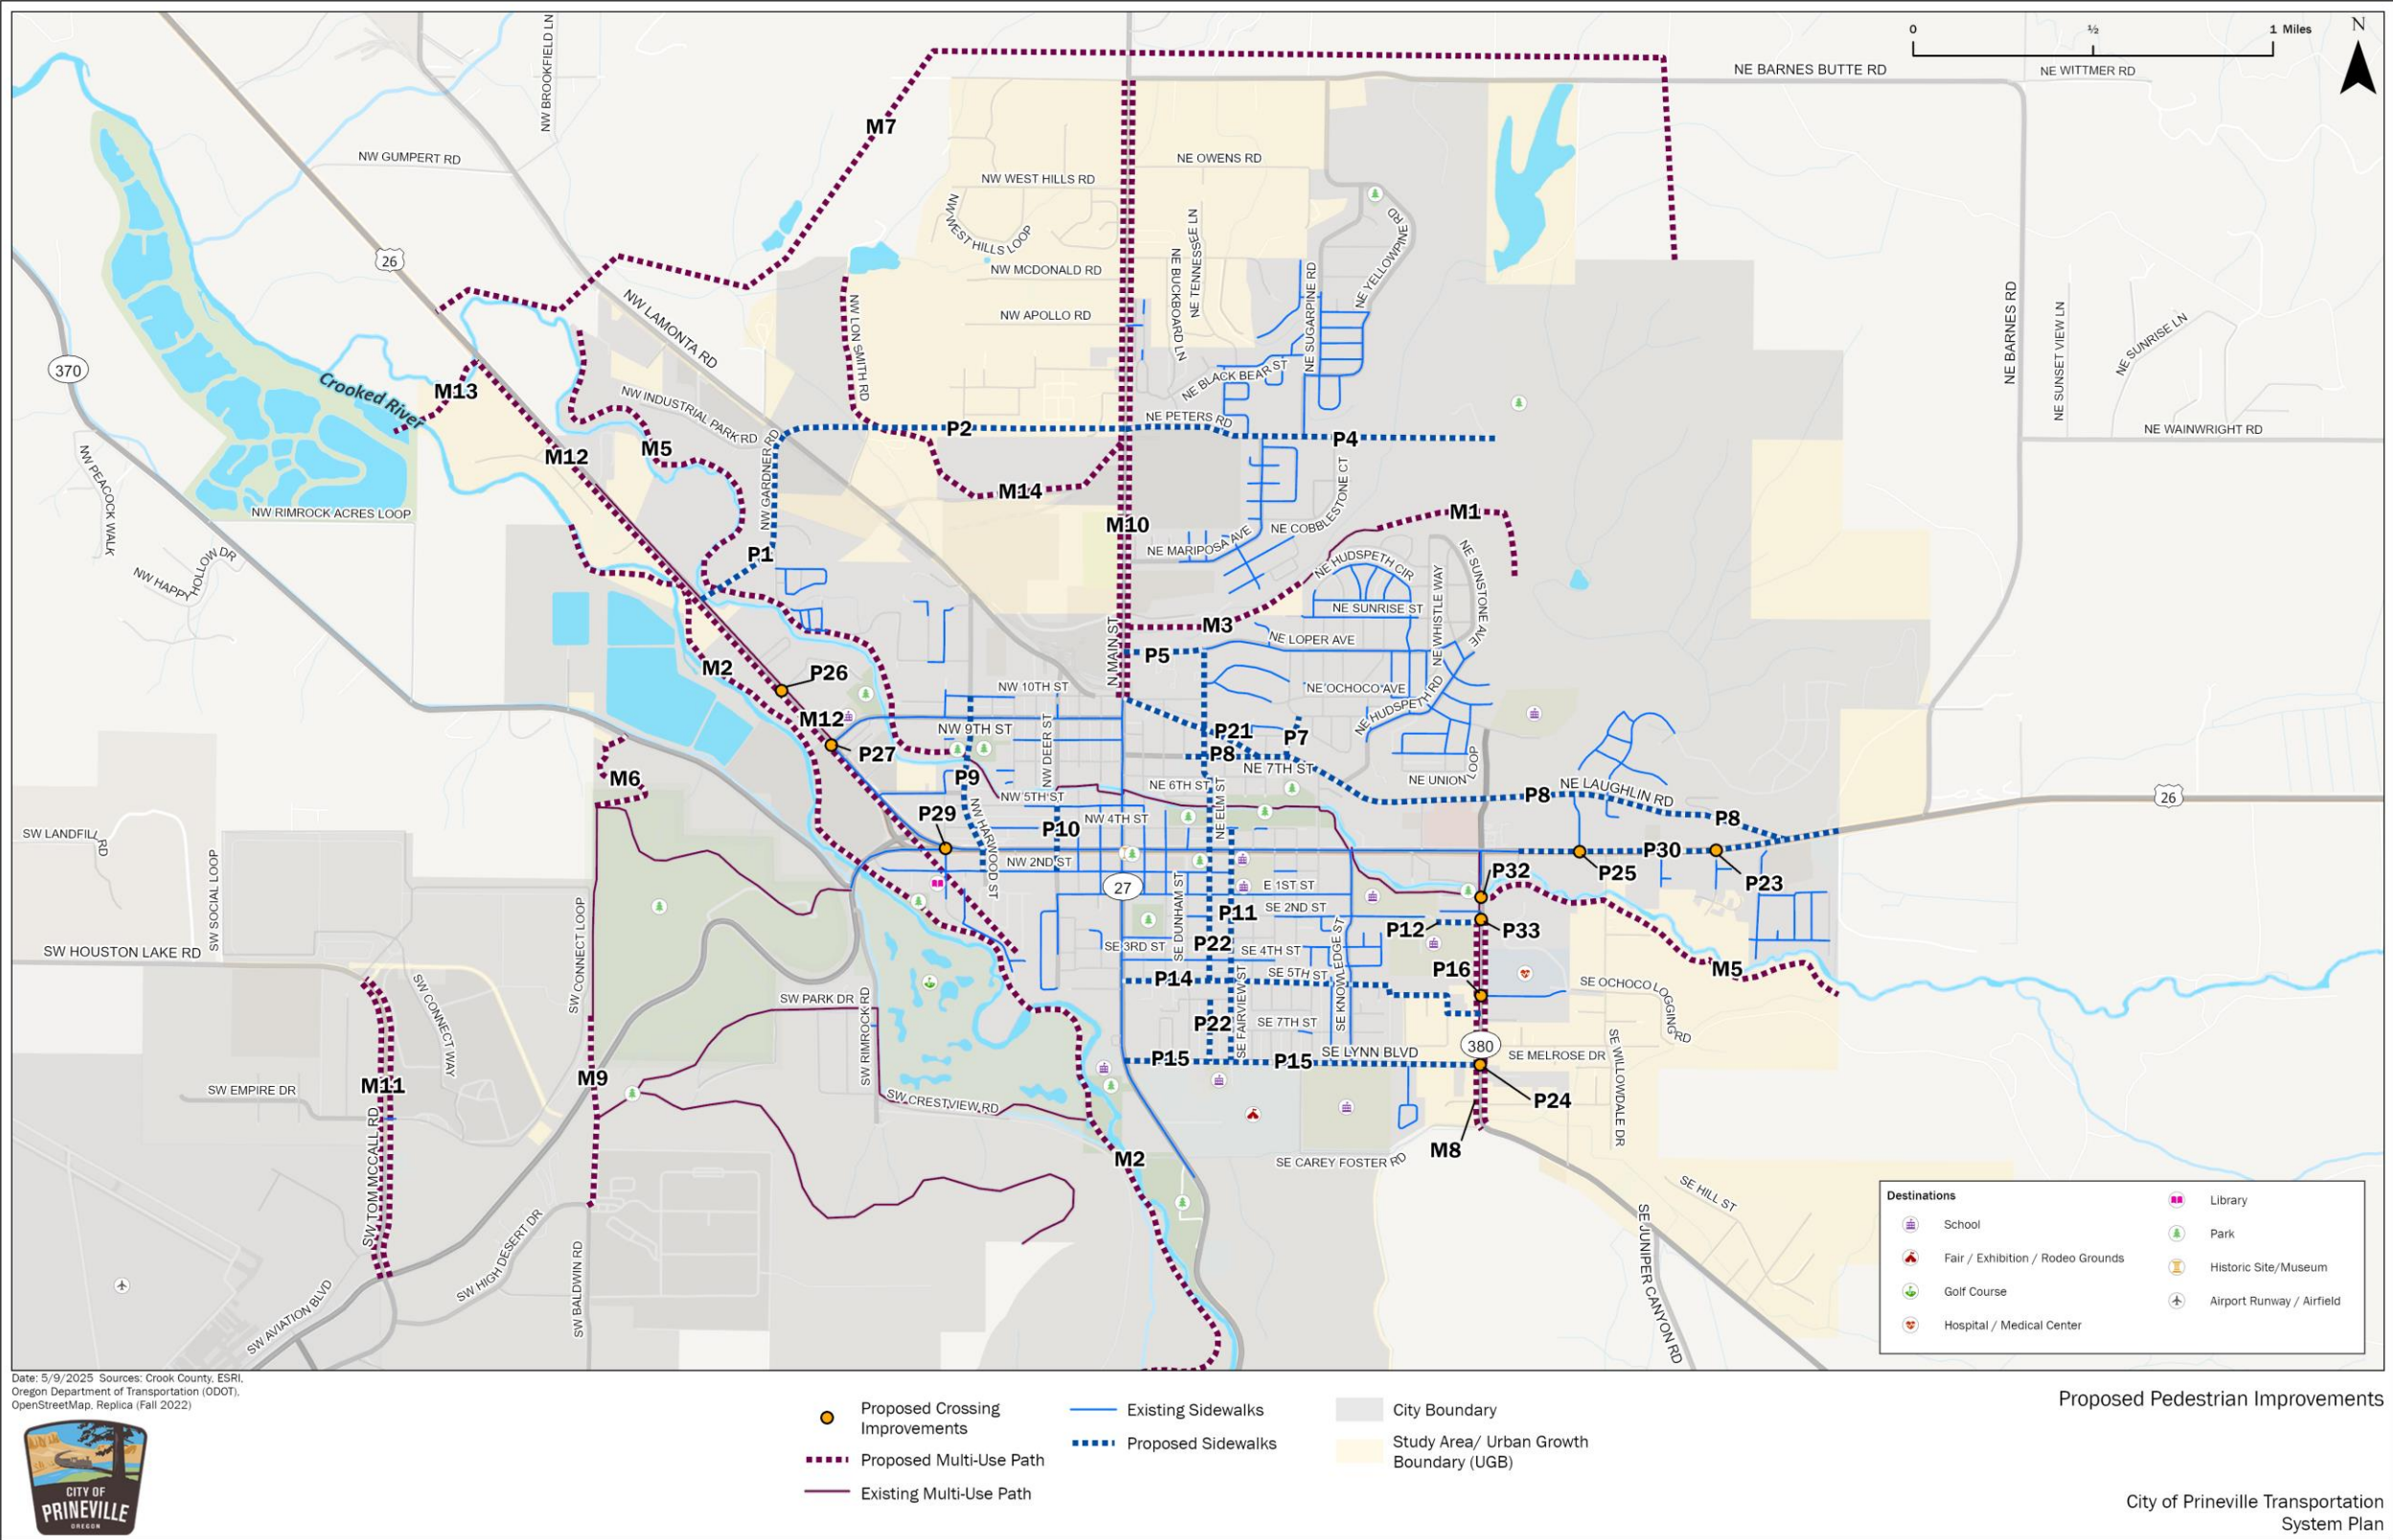 0 ½ 1 Miles
N
NE BARNES BUTTE RD
NE WITTMER RD
NW BROOKFIELD LN
M7
NW GUMPERT RD
NE OWENS RD
NW WEST HILLS RD
NW WEST HILLS LOOP
NE TENNESSEE LN
NE BUCKBOARD LN
NE YELLOWPINE RD
26
NW MCDONALD RD
NE SUGARPINE RD
NW LAMONTA RD
NW LON SMITH RD
NW APOLLO RD
NE BARNES RD
NE SUNSET VIEW LN
NE SUNRISE LN
370
Crooked River
M13
NE BLACK BEAR ST
NW INDUSTRIAL PARK RD
NE PETERS RD
P2
P4
NE WAINWRIGHT RD
M12
M5
NW GARDNER RD
NW PEACOCK WALK
M14
NE COBBLESTONE CT
NW RIMROCK ACRES LOOP
M10
M1
P1
NE MARIPOSA AVE
NW HAPPY HOLLOW DR
NE HUDSPETH CIR
NE WHISTLE WAY
NE SUNSTONE AVE
NE SUNRISE ST
M3
NE LOPER AVE
N MAIN ST
P5
M2
P26
NW 10TH ST
NE OCHOCO AVE
NE HUDSPETH RD
M12
NW 9TH ST
NW DEER ST
P21
P7
P27
P8
NE 7TH ST
NE UNION LOOP
M6
P9
NE 6TH ST
NE ELM ST
NE LAUGHLIN RD
P8
26
NW 5TH ST
P29
NW HARWOOD ST
NW 4TH ST
P10
P8
SW LANDFILL RD
NW 2ND ST
P30
P32
P25
P23
SW SOCIAL LOOP
27
E 1ST ST
SE DUNHAM ST
SW CONNECT LOOP
P11
SE 2ND ST
SE KNOWLEDGE ST
P12
P33
SW HOUSTON LAKE RD
SE 3RD ST
P22
SE 4TH ST
P16
M5
SW CONNECT WAY
P14
SE 5TH ST
SE OCHOCO LOGGING RD
SW PARK DR
SW RIMROCK RD
P22
SE FAIRVIEW ST
SE 7TH ST
380
P15
P15
SE LYNN BLVD
SE MELROSE DR
SE WILLOWDALE DR
M11
M9
SW EMPIRE DR
SW CRESTVIEW RD
P24
SW TOM MCCALL RD
M8
M2
SE CAREY FOSTER RD
SE HILL ST
SW HIGH DESERT DR
SW BALDWIN RD
SE JUNIPER CANYON RD
SW AVIATION BLVD
Destinations
School
Fair / Exhibition / Rodeo Grounds
Golf Course
Hospital / Medical Center
Library
Park
Historic Site/Museum
Airport Runway / Airfield
Date: 5/9/2025 Sources: Crook County, ESRI,
Oregon Department of Transportation (ODOT),
OpenStreetMap, Replica (Fall 2022)
CITY OF
PRINEVILLE
OREGON
Proposed Crossing
Improvements
Proposed Multi-Use Path
Existing Multi-Use Path
Existing Sidewalks
Proposed Sidewalks
City Boundary
Study Area/ Urban Growth
Boundary (UGB)
Proposed Pedestrian Improvements
City of Prineville Transportation
System Plan